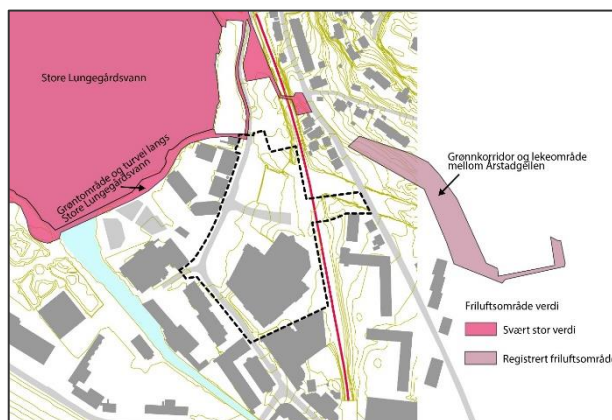 Store Lungegårdsvann
Grøntområde og turvei langs
Store Lungegårdsvann
Grønnkorridor og lekeområde
mellom Årstadgeilen
Friluftsområde verdi
Svært stor verdi
Registrert friluftsområde